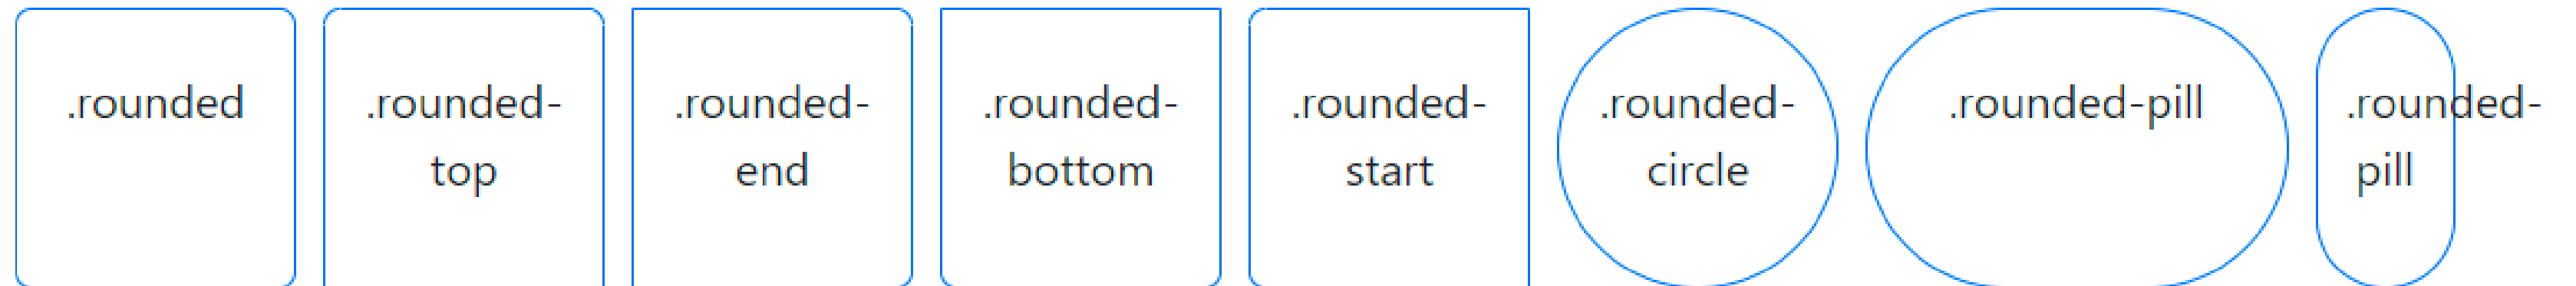 .rounded
.rounded-
top
.rounded-
end
.rounded-
bottom
.rounded-
start
.rounded-
circle
.rounded-pill
.rounded-
pill